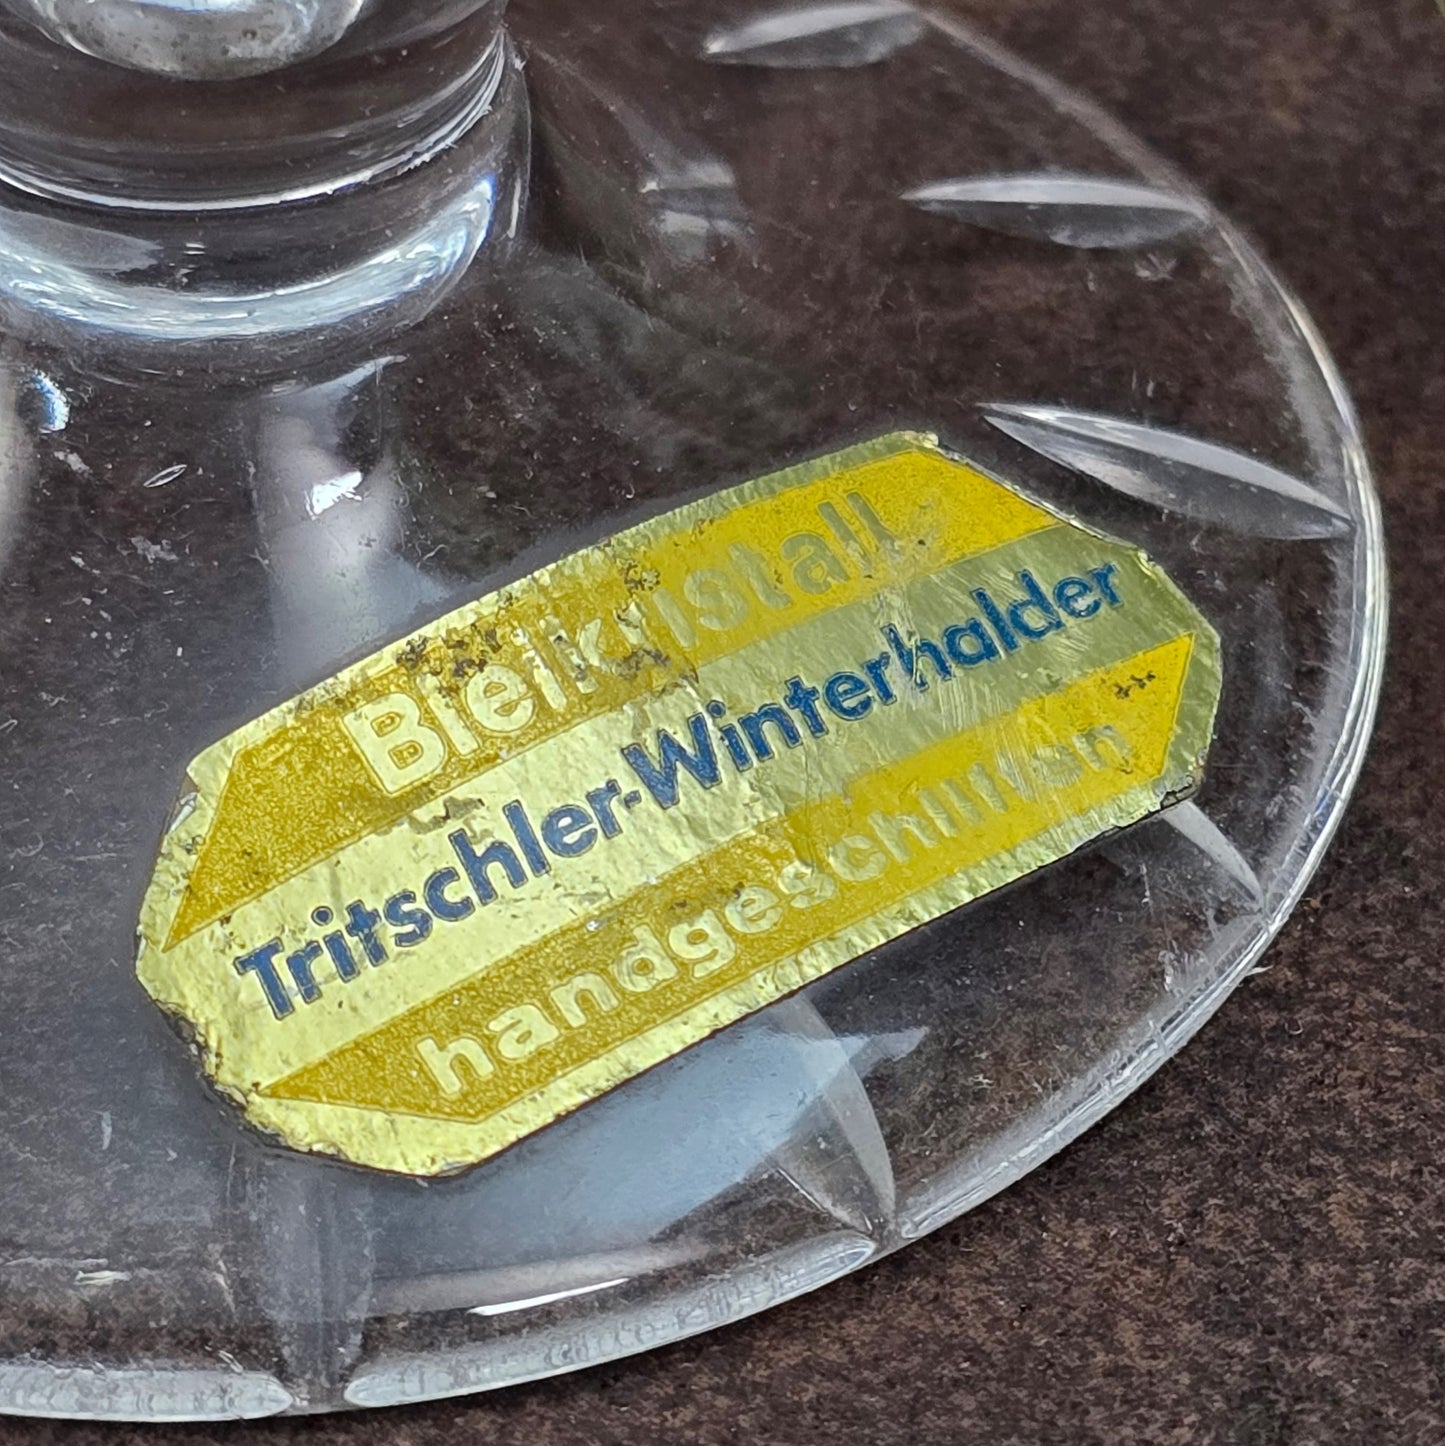 Bleikristall
Tritschler-Winterhalder
handgeschliffen